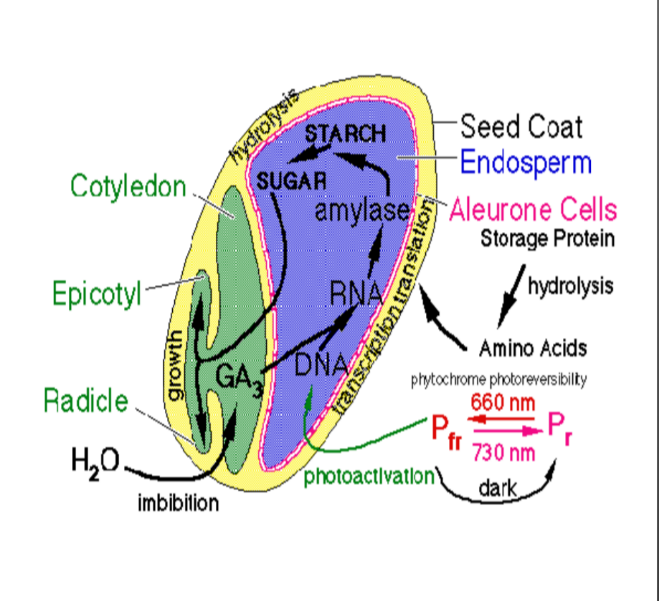 hydrolysis
STARCH
Seed Coat
Endosperm
SUGAR
Cotyledon
amylase
Aleurone Cells
Storage Protein
Epicotyl
RNA
transcription translation
hydrolysis
growth
DNA
GA3
Amino Acids
phytochrome photoreversibility
Radicle
660 nm
Pfr
Pr
730 nm
H2O
imbibition
photoactivation
dark